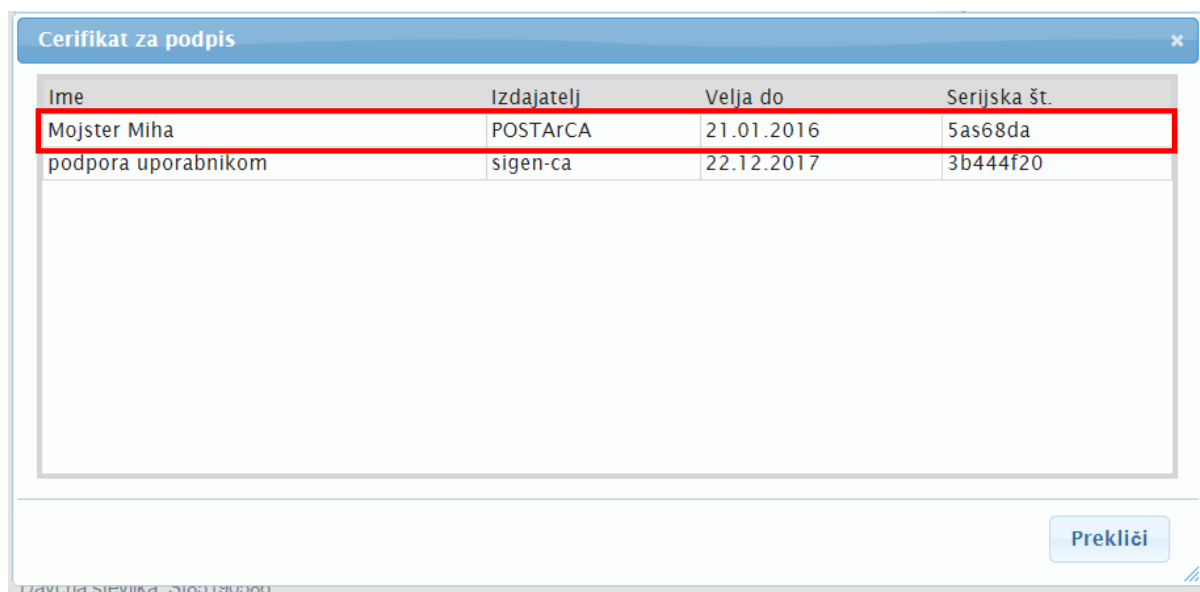 Cerifikat za podpis
Ime Izdajatelj Velja do Serijska št.
Mojster Miha POSTArCA 21.01.2016 5as68da
podpora uporabnikom sigen-ca 22.12.2017 3b444f20
Prekliči